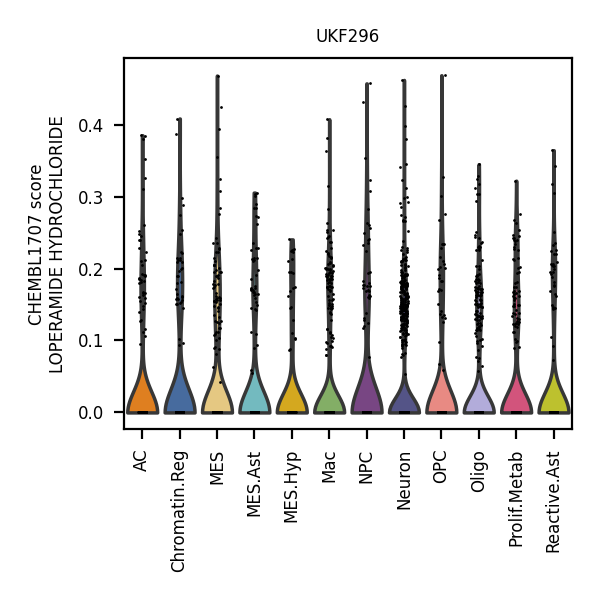 UKF296
CHEMBL1707 score
LOPERAMIDE HYDROCHLORIDE
0.4
0.3
0.2
0.1
0.0
AC
Chromatin.Reg
MES
MES.Ast
MES.Hyp
Mac
NPC
Neuron
OPC
Oligo
Prolif.Metab
Reactive.Ast